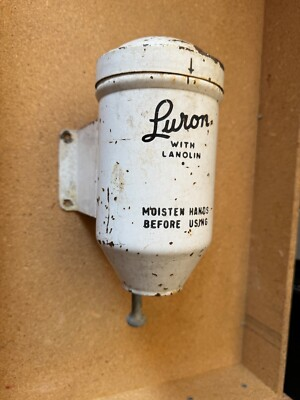 Luron
WITH
LANOLIN
MOISTEN HANDS
BEFORE USING